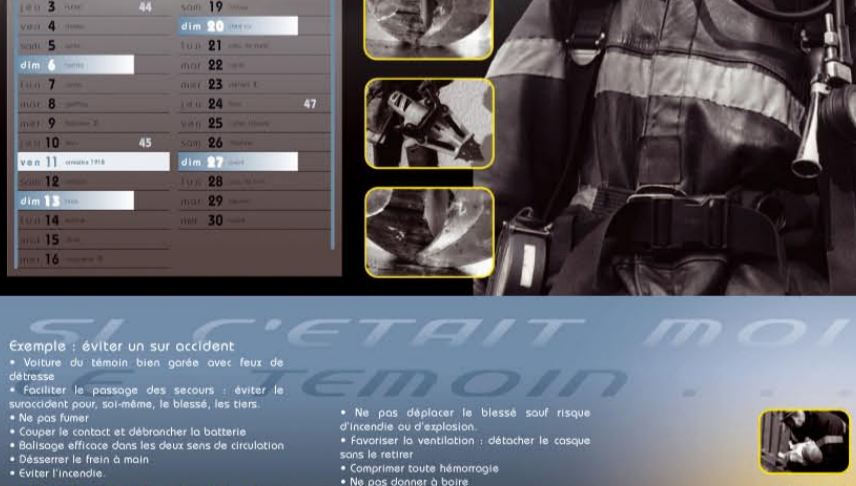 jeu 3 44
ven 4
sam 5
dim 6
lun 7
mar 8
mer 9
jeu 10 45
ven 11 armistice 1918
sam 12
dim 13
lun 14
mar 15
mer 16
sam 19
dim 20
lun 21
mar 22
mer 23
jeu 24 47
ven 25
sam 26
dim 27
lun 28
mar 29
mer 30
SI C'ETAIT MOI
LE TEMOIN . . .
Exemple : éviter un sur accident
• Voiture du témoin bien garée avec feux de
détresse
• Faciliter le passage des secours : éviter le
suraccident pour, soi-même, le blessé, les tiers.
• Ne pas fumer
• Couper le contact et débrancher la batterie
• Balisage efficace dans les deux sens de circulation
• Désserrer le frein à main
• Eviter l'incendie.
• Ne pas déplacer le blessé sauf risque
d'incendie ou d'explosion.
• Favoriser la ventilation : détacher le casque
sans le retirer
• Comprimer toute hémorragie
• Ne pas donner à boire